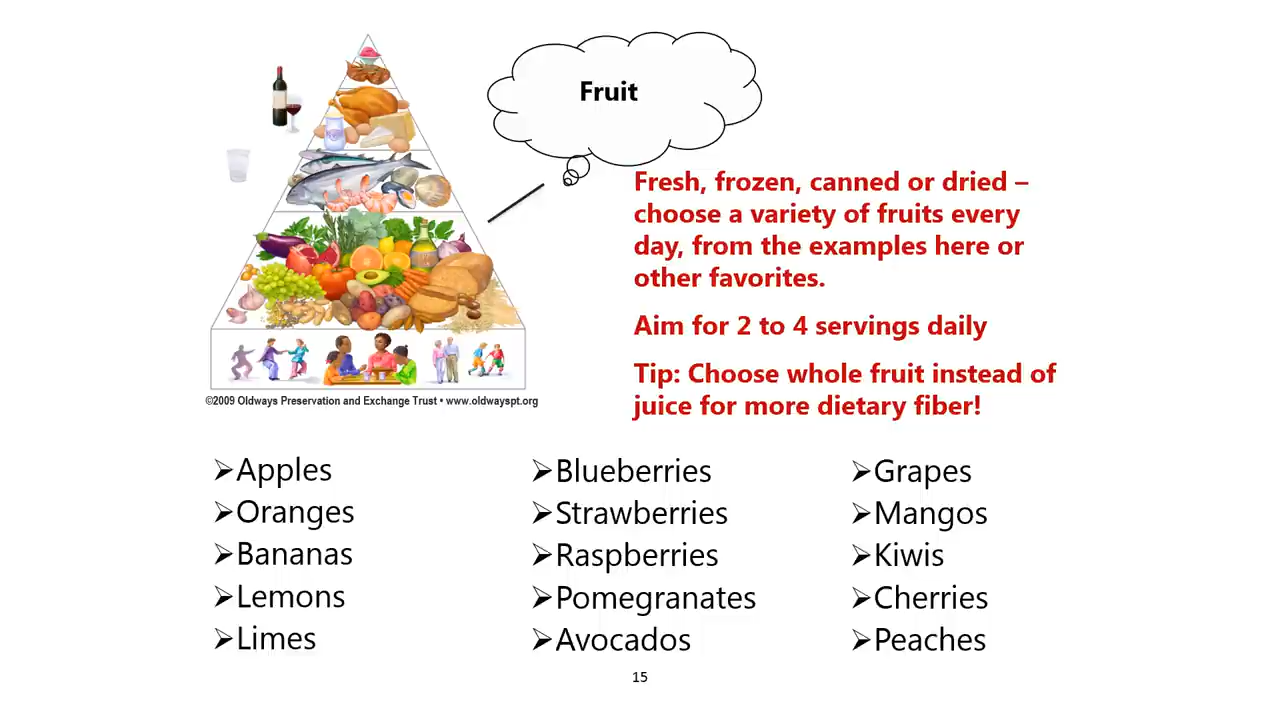 Fruit
Fresh, frozen, canned or dried –
choose a variety of fruits every
day, from the examples here or
other favorites.
Aim for 2 to 4 servings daily
Tip: Choose whole fruit instead of
juice for more dietary fiber!
©2009 Oldways Preservation and Exchange Trust • www.oldwayspt.org
➢Apples
➢Oranges
➢Bananas
➢Lemons
➢Limes
➢Blueberries
➢Strawberries
➢Raspberries
➢Pomegranates
➢Avocados
➢Grapes
➢Mangos
➢Kiwis
➢Cherries
➢Peaches
15